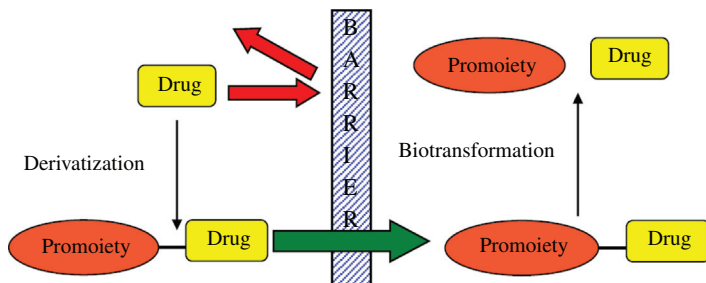 Drug
Derivatization
Promoiety
Drug
BARRIER
Promoiety
Drug
Biotransformation
Promoiety
Drug